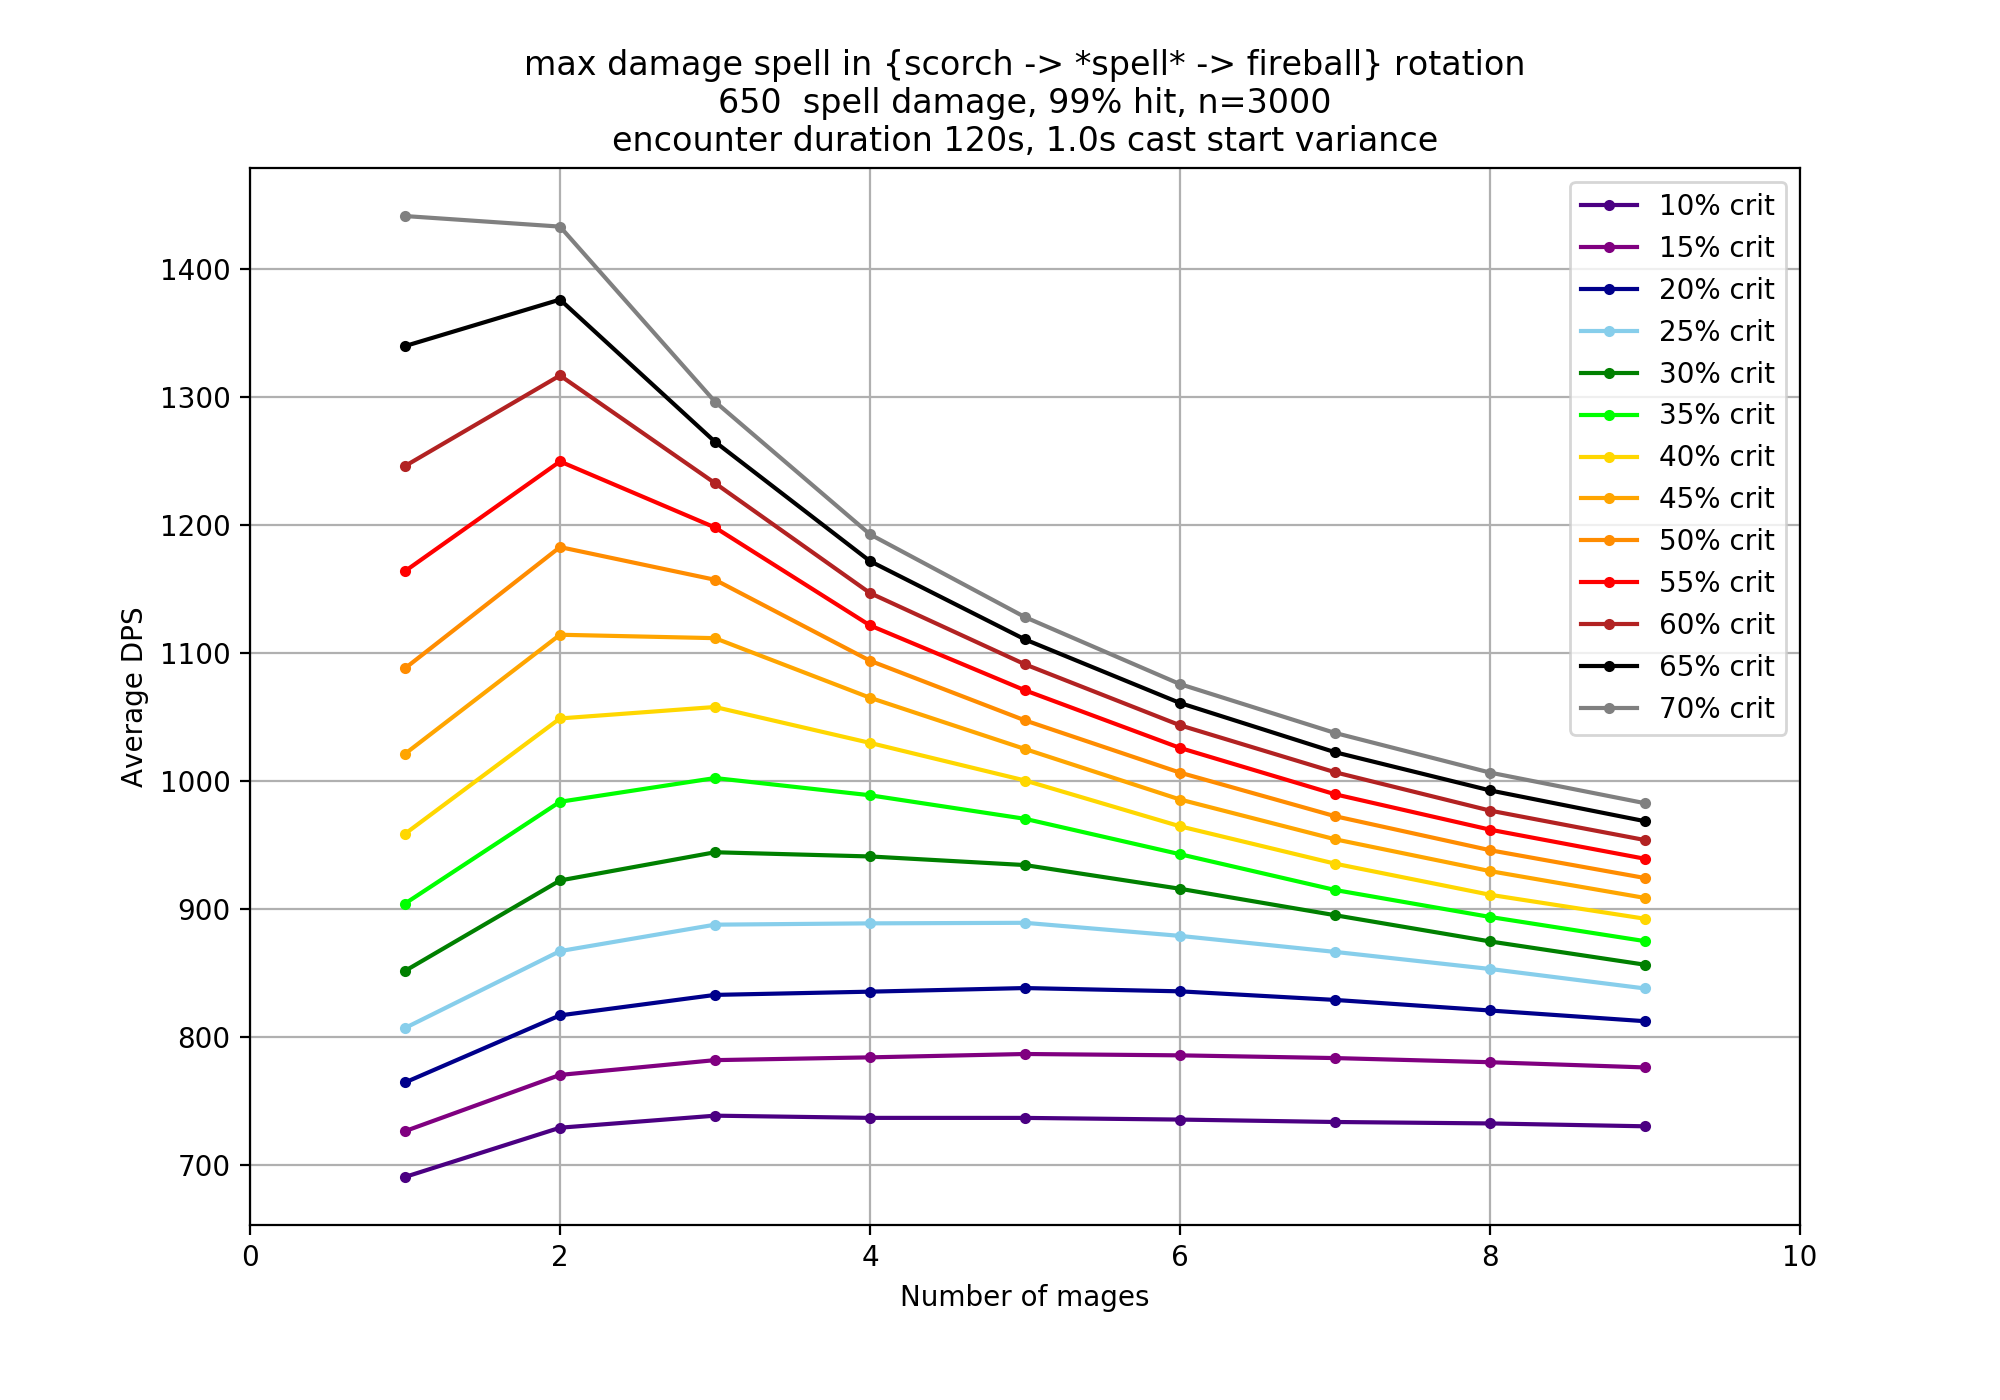 max damage spell in {scorch -> *spell* -> fireball} rotation
650  spell damage, 99% hit, n=3000
encounter duration 120s, 1.0s cast start variance
Average DPS
1400
1300
1200
1100
1000
900
800
700
0
2
4
6
8
10
Number of mages
10% crit
15% crit
20% crit
25% crit
30% crit
35% crit
40% crit
45% crit
50% crit
55% crit
60% crit
65% crit
70% crit